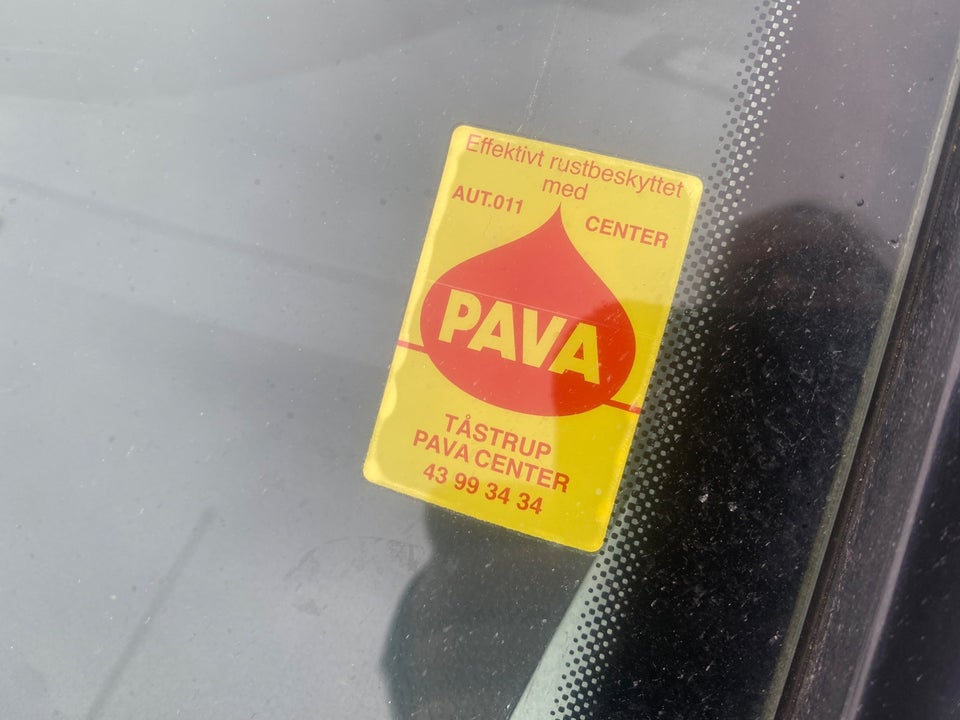 Effektivt rustbeskyttet
med
AUT.011 CENTER
PAVA
TÅSTRUP
PAVA CENTER
43 99 34 34